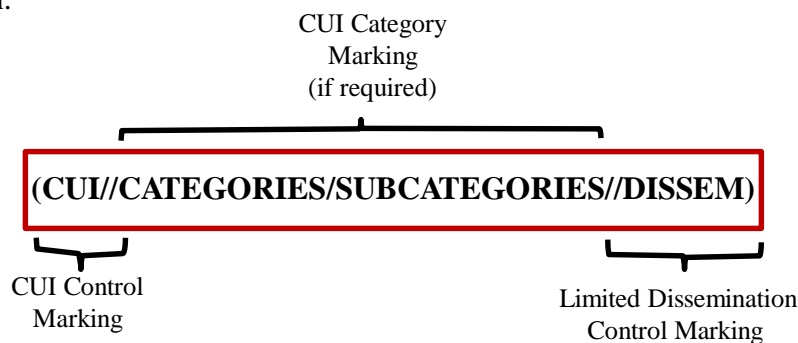 CUI Category
Marking
(if required)
(CUI//CATEGORIES/SUBCATEGORIES//DISSEM)
CUI Control
Marking
Limited Dissemination
Control Marking